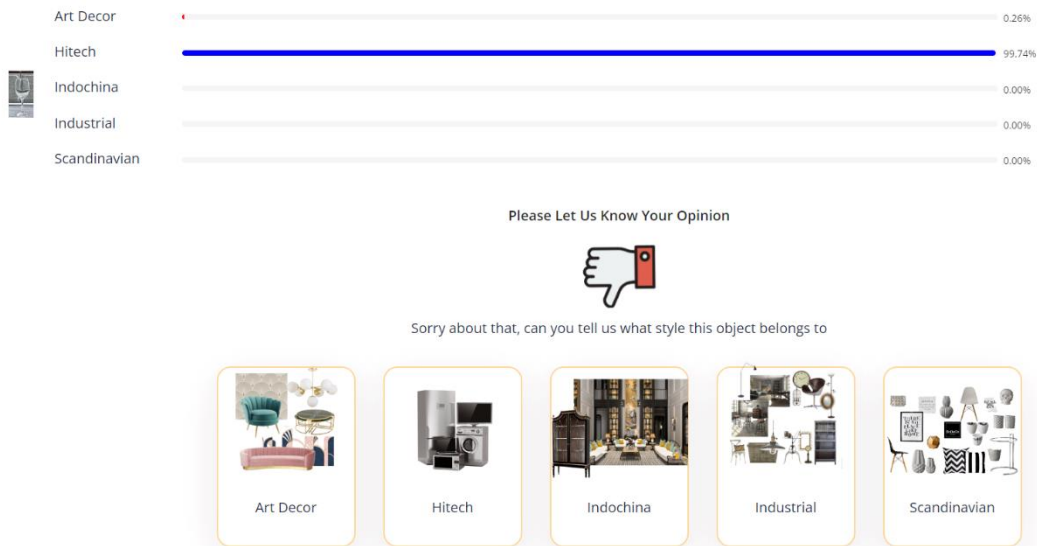 Art Decor 0.26%
Hitech 99.74%
Indochina 0.00%
Industrial 0.00%
Scandinavian 0.00%
Please Let Us Know Your Opinion
Sorry about that, can you tell us what style this object belongs to
Art Decor Hitech Indochina Industrial Scandinavian